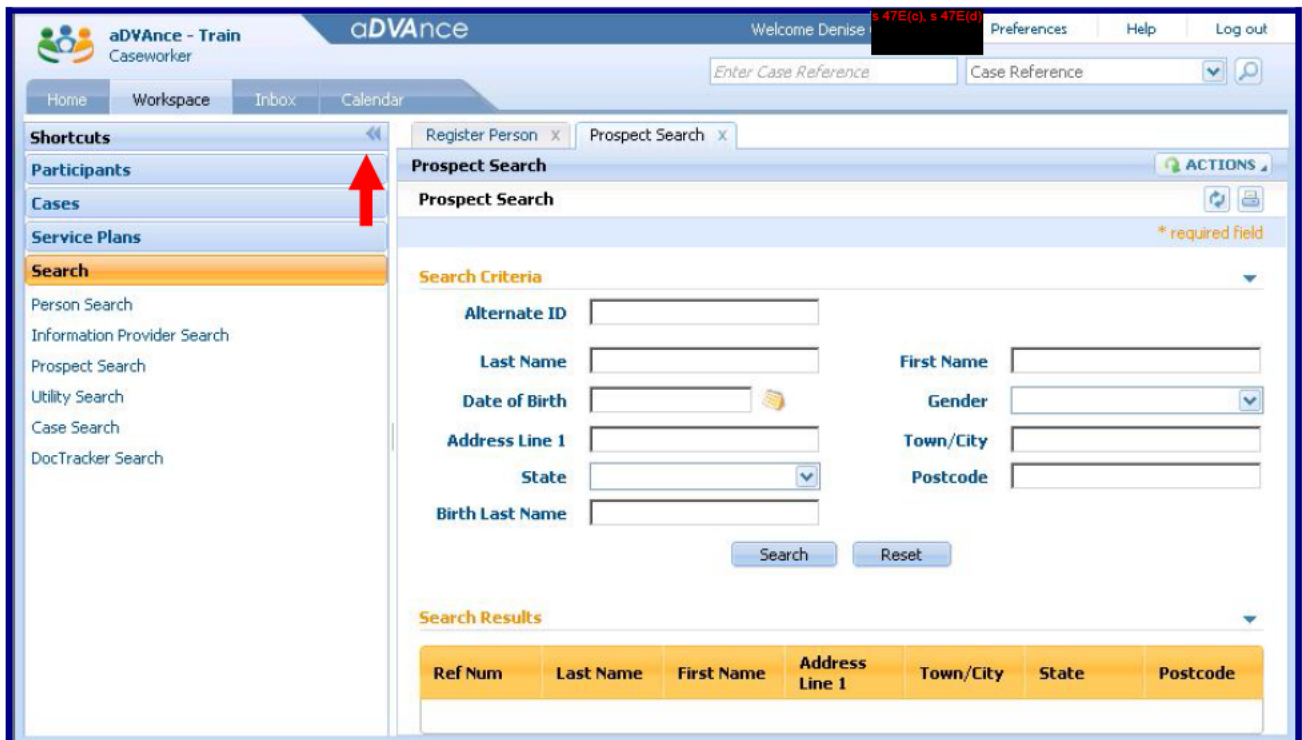 s 47E(c), s 47E(d)
aDVAnce - Train
Caseworker
aDVAnce
Welcome Denise
Preferences
Help
Log out
Enter Case Reference
Case Reference
Home
Workspace
Inbox
Calendar
Shortcuts
Participants
Cases
Service Plans
Search
Person Search
Information Provider Search
Prospect Search
Utility Search
Case Search
DocTracker Search
Register Person X
Prospect Search X
Prospect Search
ACTIONS
Prospect Search
* required field
Search Criteria
Alternate ID
Last Name
First Name
Date of Birth
Gender
Address Line 1
Town/City
State
Postcode
Birth Last Name
Search
Reset
Search Results
Ref Num
Last Name
First Name
Address
Line 1
Town/City
State
Postcode